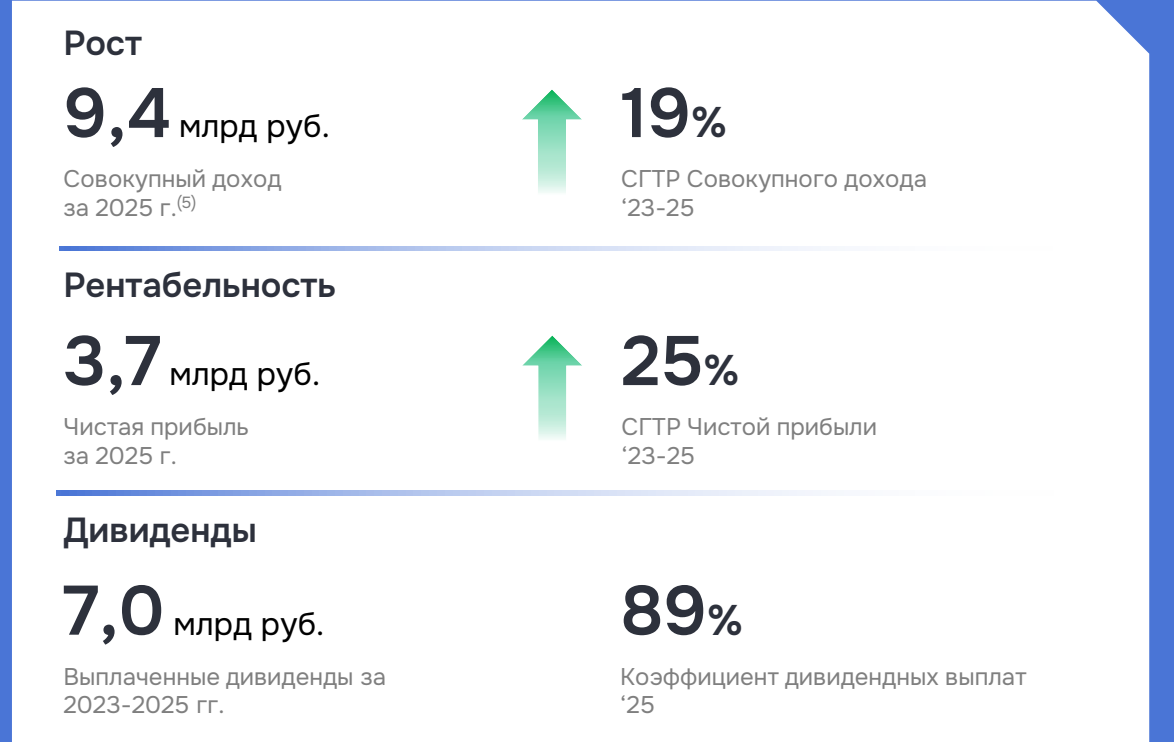 Рост
9,4 млрд руб.
19%
Совокупный доход
за 2025 г.(5)
СГТР Совокупного дохода
‘23-25
Рентабельность
3,7 млрд руб.
25%
Чистая прибыль
за 2025 г.
СГТР Чистой прибыли
‘23-25
Дивиденды
7,0 млрд руб.
89%
Выплаченные дивиденды за
2023-2025 гг.
Коэффициент дивидендных выплат
‘25